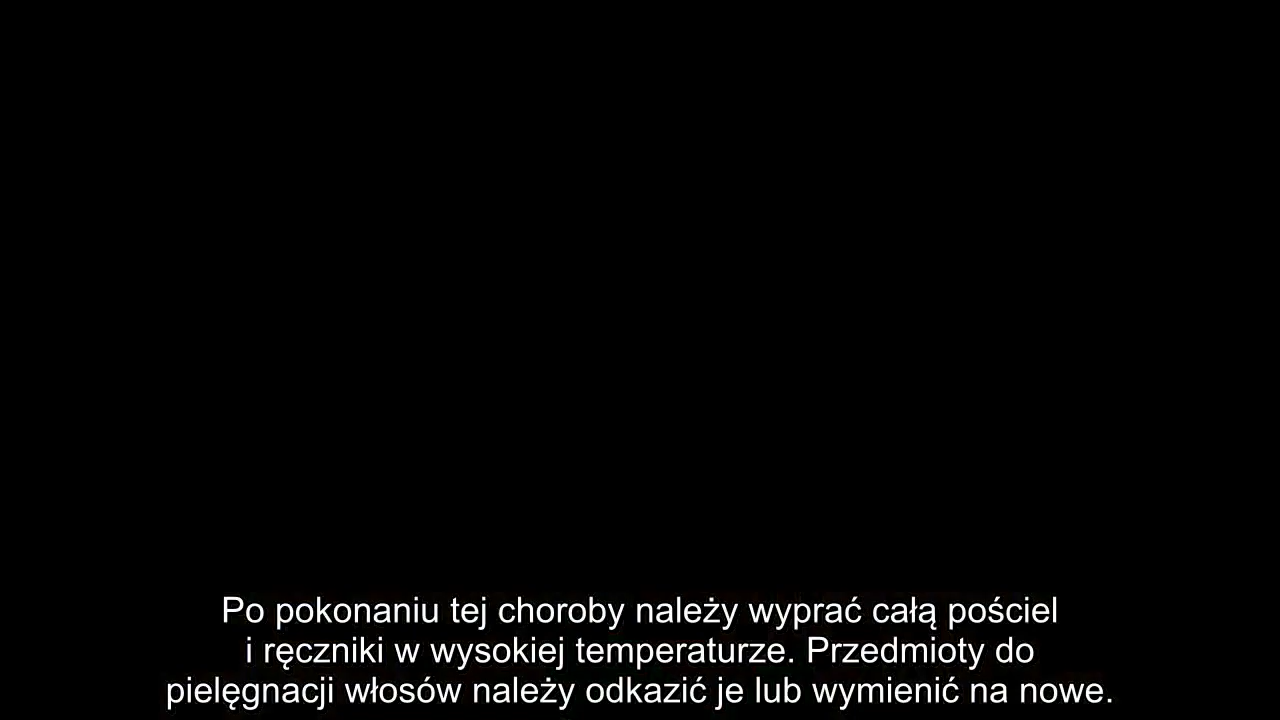 Po pokonaniu tej choroby należy wyprać całą pościel
i ręczniki w wysokiej temperaturze. Przedmioty do
pielęgnacji włosów należy odkazić je lub wymienić na nowe.